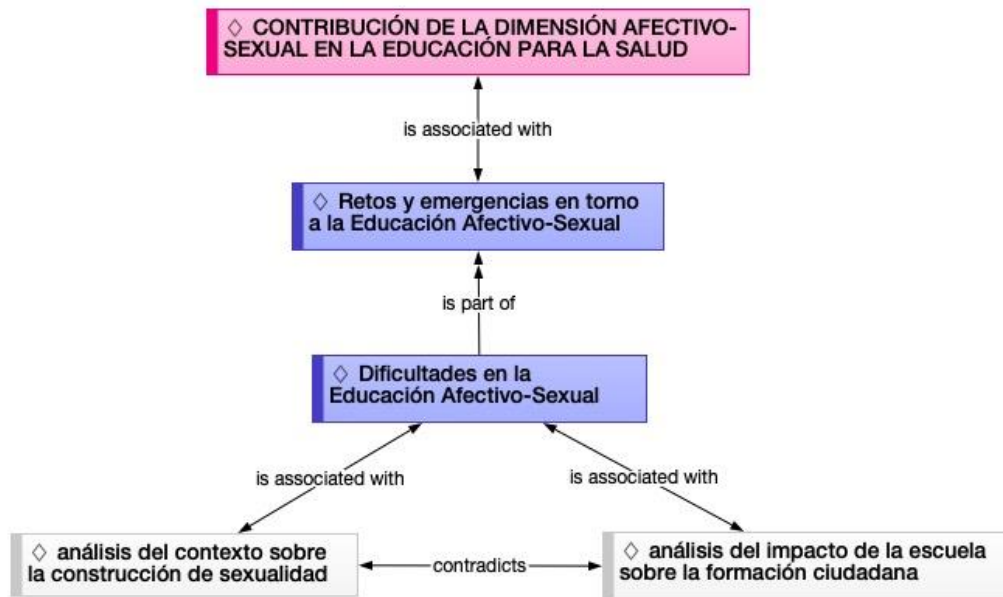 ◇ CONTRIBUCIÓN DE LA DIMENSIÓN AFECTIVO-
SEXUAL EN LA EDUCACIÓN PARA LA SALUD
is associated with
◇ Retos y emergencias en torno
a la Educación Afectivo-Sexual
is part of
◇ Dificultades en la
Educación Afectivo-Sexual
is associated with
is associated with
◇ análisis del contexto sobre
la construcción de sexualidad
contradicts
◇ análisis del impacto de la escuela
sobre la formación ciudadana